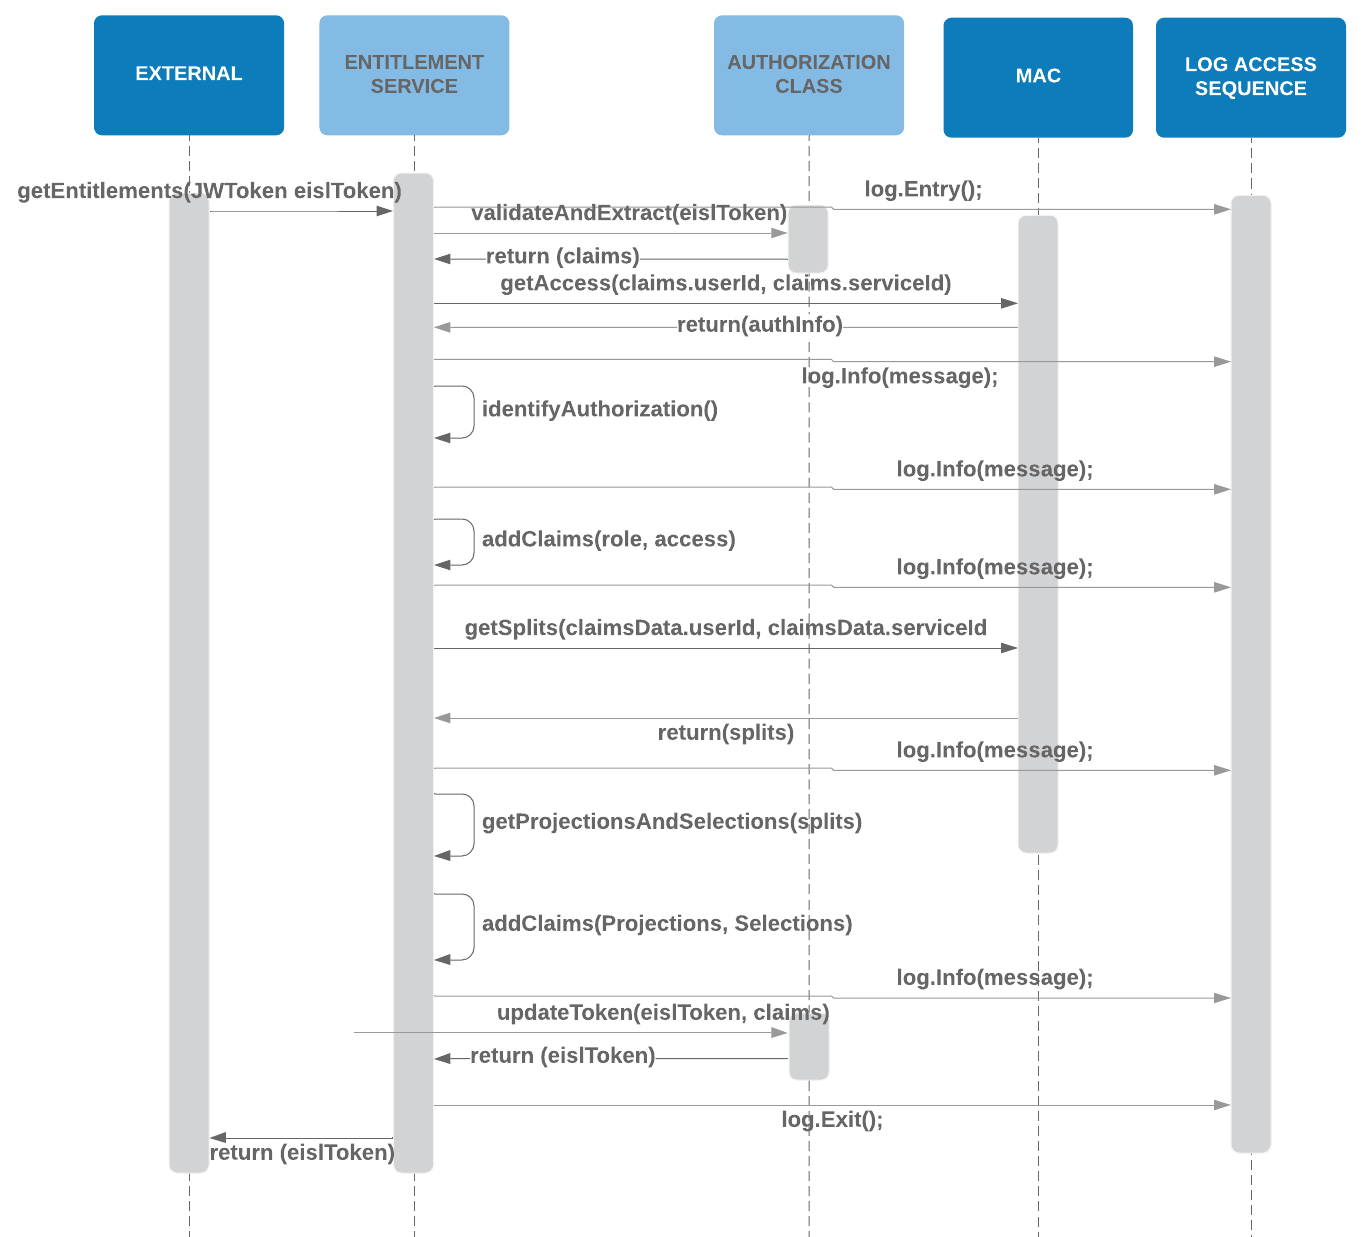 EXTERNAL
ENTITLEMENT
SERVICE
AUTHORIZATION
CLASS
MAC
LOG ACCESS
SEQUENCE
getEntitlements(JWToken eislToken)
log.Entry();
validateAndExtract(eislToken)
return (claims)
getAccess(claims.userId, claims.serviceId)
return(authInfo)
log.Info(message);
identifyAuthorization()
log.Info(message);
addClaims(role, access)
log.Info(message);
getSplits(claimsData.userId, claimsData.serviceId
return(splits)
log.Info(message);
getProjectionsAndSelections(splits)
addClaims(Projections, Selections)
log.Info(message);
updateToken(eislToken, claims)
return (eislToken)
log.Exit();
return (eislToken)